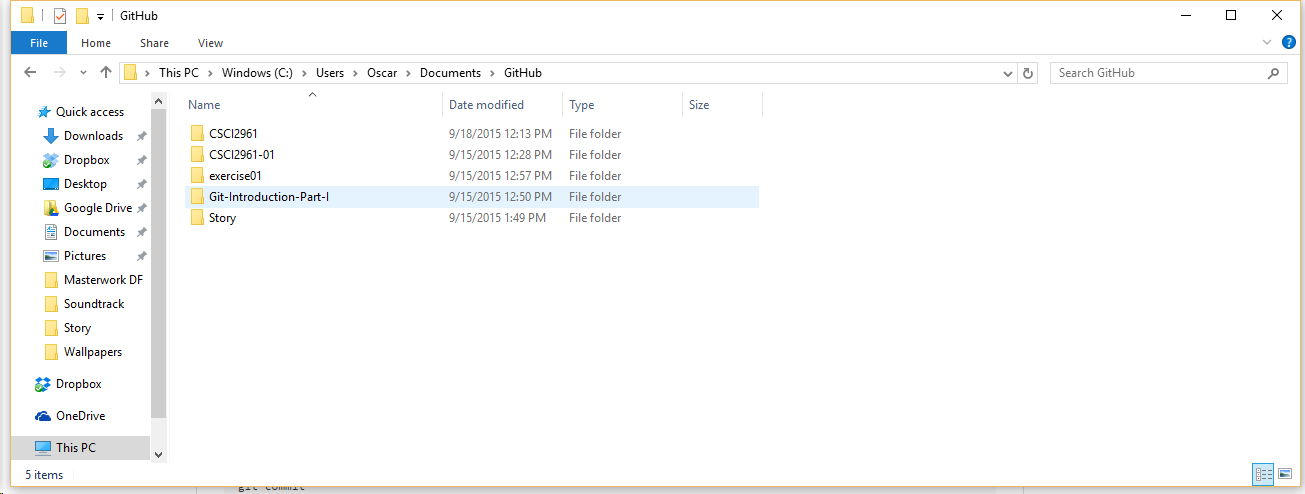 GitHub
File Home Share View
This PC Windows (C:) Users Oscar Documents GitHub
Search GitHub
Quick access
Downloads
Dropbox
Desktop
Google Drive
Documents
Pictures
Masterwork DF
Soundtrack
Story
Wallpapers
Dropbox
OneDrive
This PC
Name Date modified Type Size
CSCI2961 9/18/2015 12:13 PM File folder
CSCI2961-01 9/15/2015 12:28 PM File folder
exercise01 9/15/2015 12:57 PM File folder
Git-Introduction-Part-I 9/15/2015 12:50 PM File folder
Story 9/15/2015 1:49 PM File folder
5 items
git commit